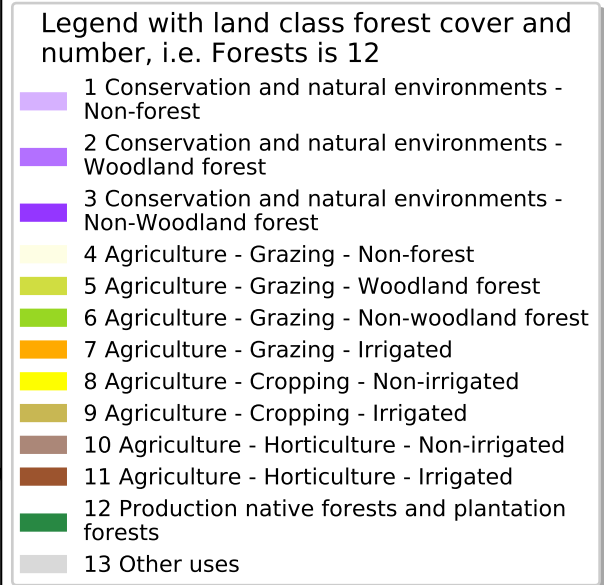 Legend with land class forest cover and
number, i.e. Forests is 12
1 Conservation and natural environments -
Non-forest
2 Conservation and natural environments -
Woodland forest
3 Conservation and natural environments -
Non-Woodland forest
4 Agriculture - Grazing - Non-forest
5 Agriculture - Grazing - Woodland forest
6 Agriculture - Grazing - Non-woodland forest
7 Agriculture - Grazing - Irrigated
8 Agriculture - Cropping - Non-irrigated
9 Agriculture - Cropping - Irrigated
10 Agriculture - Horticulture - Non-irrigated
11 Agriculture - Horticulture - Irrigated
12 Production native forests and plantation
forests
13 Other uses